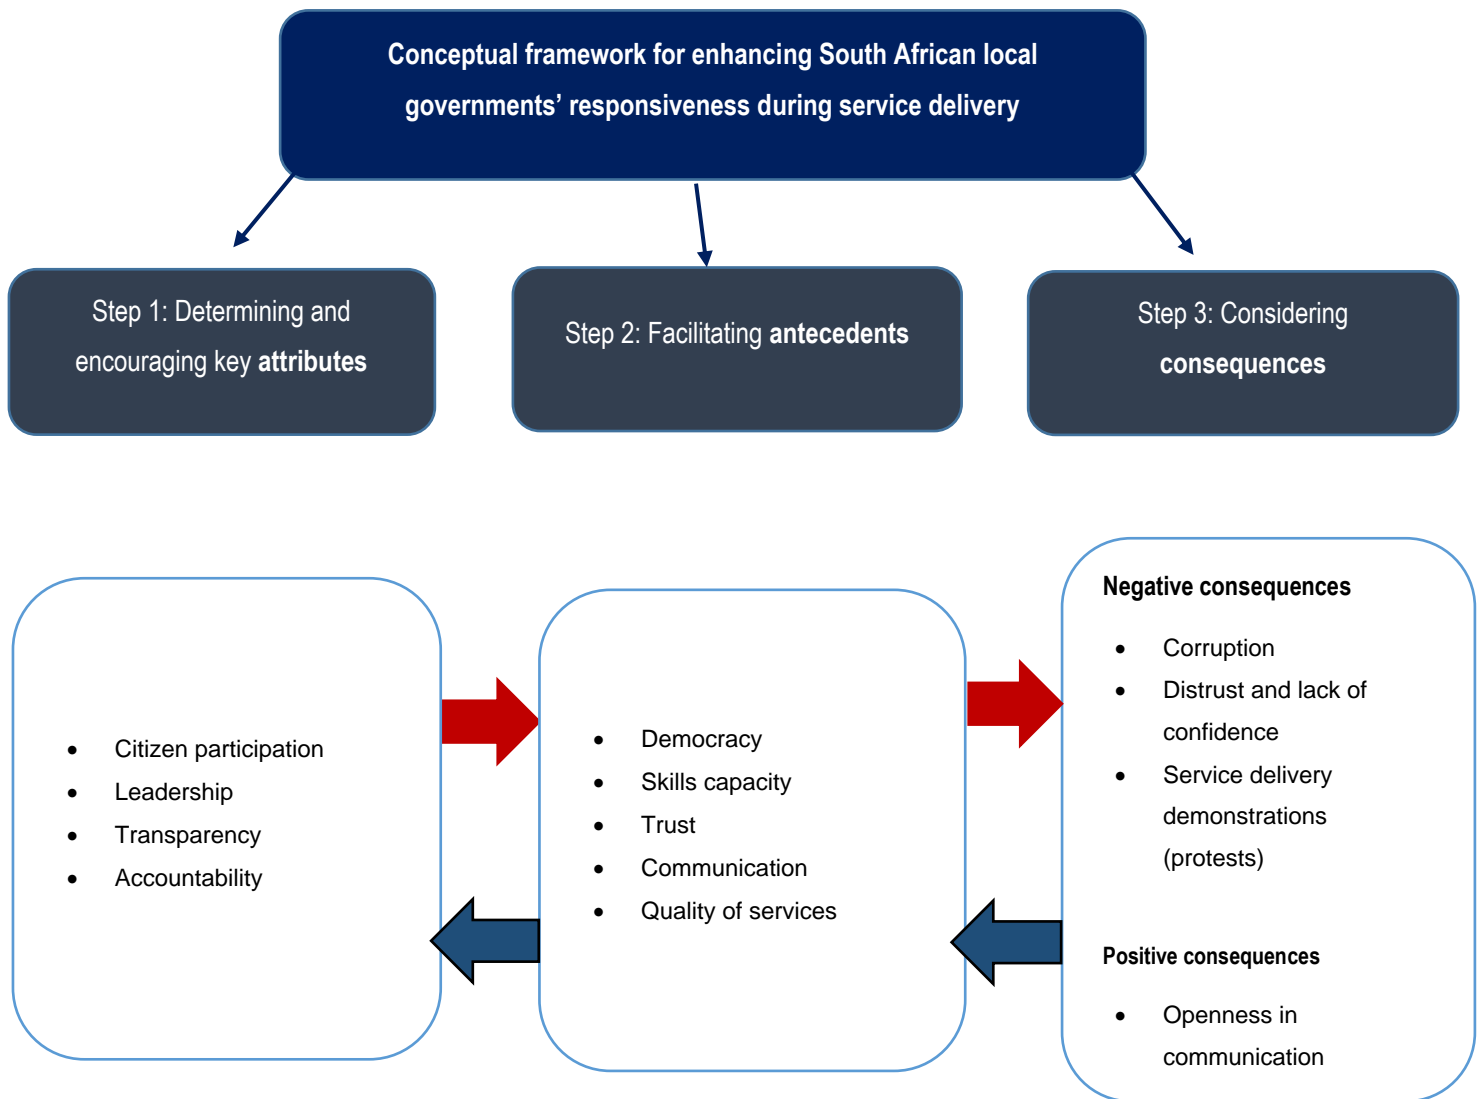 Conceptual framework for enhancing South African local
governments’ responsiveness during service delivery
Step 1: Determining and
encouraging key attributes
Step 2: Facilitating antecedents
Step 3: Considering
consequences
• Citizen participation
• Leadership
• Transparency
• Accountability
• Democracy
• Skills capacity
• Trust
• Communication
• Quality of services
Negative consequences
• Corruption
• Distrust and lack of
confidence
• Service delivery
demonstrations
(protests)
Positive consequences
• Openness in
communication